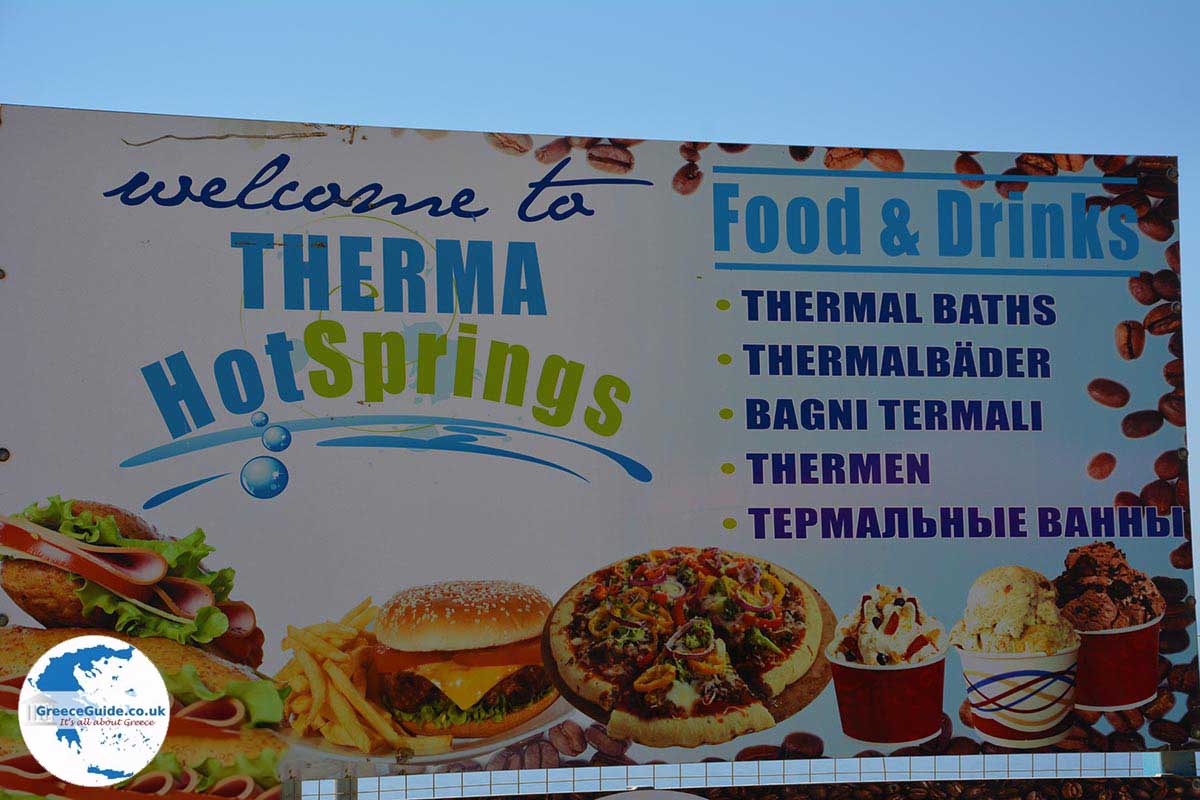 welcome to
THERMA
HotSprings
Food & Drinks
• THERMAL BATHS
• THERMALBÄDER
• BAGNI TERMALI
• THERMEN
• ТЕРМАЛЬНЫЕ ВАННЫ
GreeceGuide.co.uk
It's all about Greece